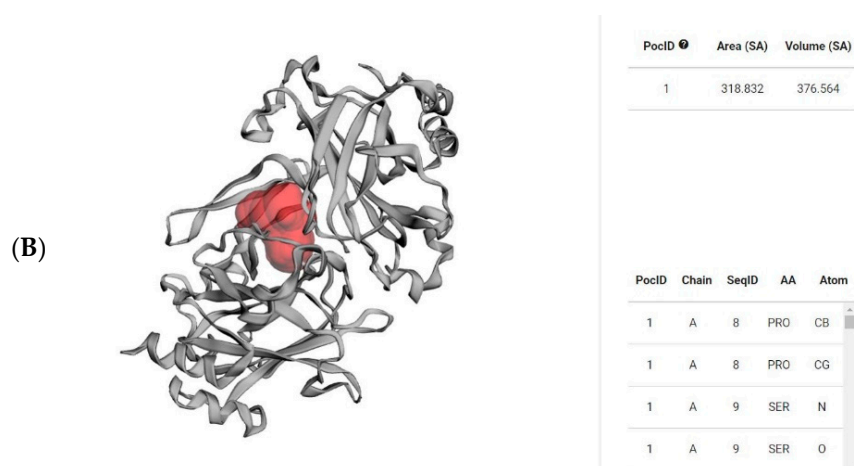 PocID ? Area (SA) Volume (SA)
1 318.832 376.564
(B)
PocID Chain SeqID AA Atom
1 A 8 PRO CB
1 A 8 PRO CG
1 A 9 SER N
1 A 9 SER O